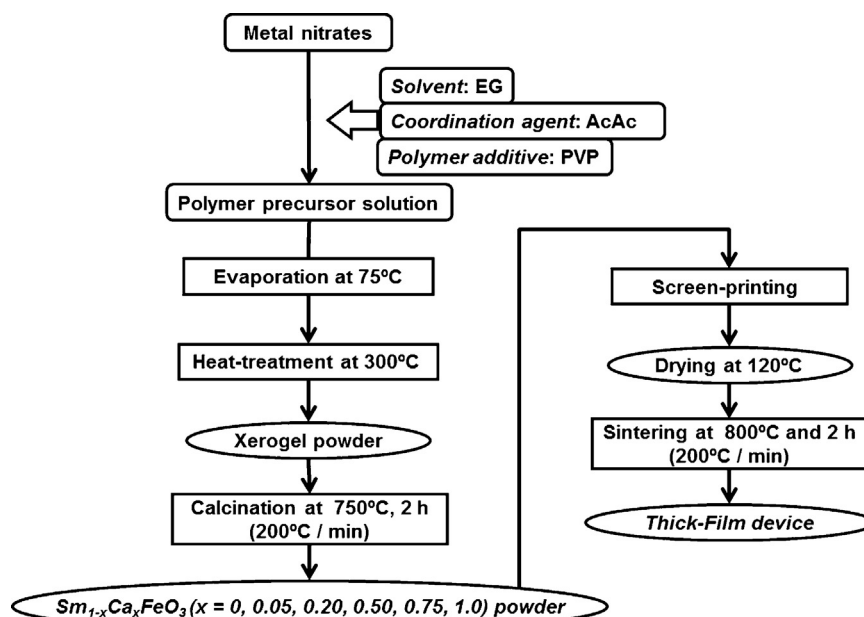 Metal nitrates
Solvent: EG
Coordination agent: AcAc
Polymer additive: PVP
Polymer precursor solution
Evaporation at 75ºC
Heat-treatment at 300ºC
Xerogel powder
Calcination at 750ºC, 2 h
(200ºC / min)
Sm1-xCaxFeO3 (x = 0, 0.05, 0.20, 0.50, 0.75, 1.0) powder
Screen-printing
Drying at 120ºC
Sintering at 800ºC and 2 h
(200ºC / min)
Thick-Film device